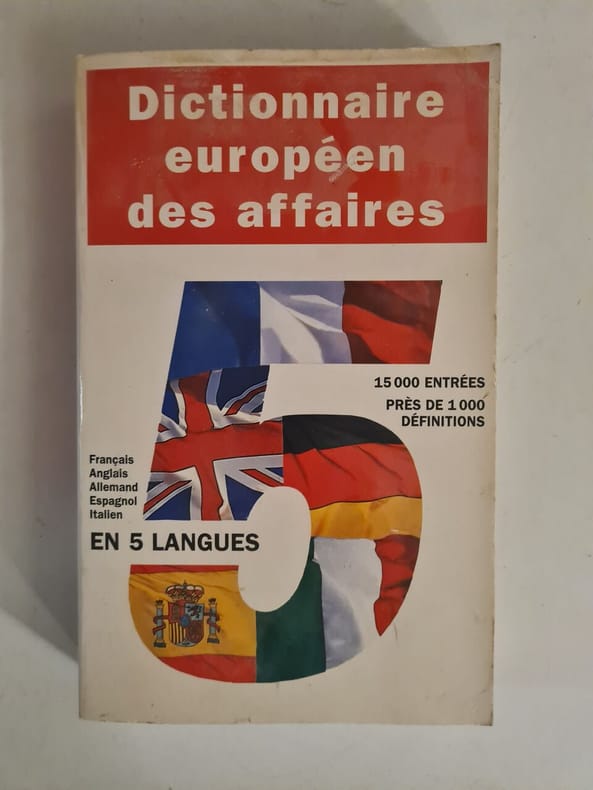 Dictionnaire
européen
des affaires
15 000 ENTRÉES
PRÈS DE 1 000
DÉFINITIONS
Français
Anglais
Allemand
Espagnol
Italien
EN 5 LANGUES